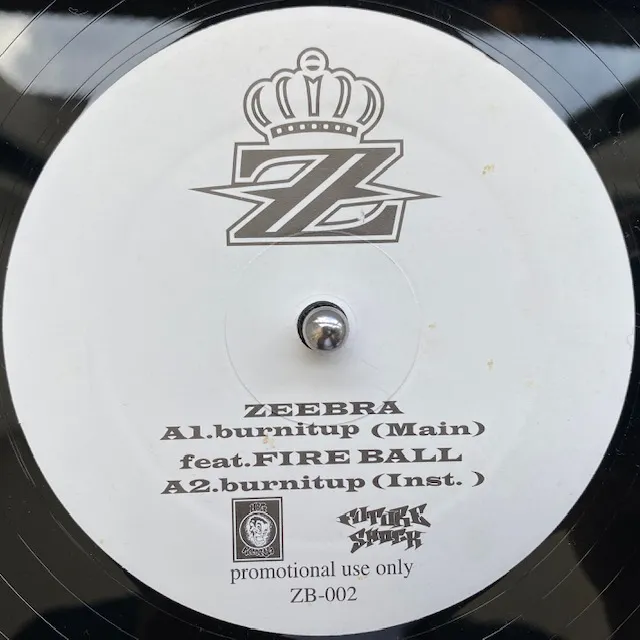 Z
ZEEBRA
A1.burnitup (Main)
feat.FIRE BALL
A2.burnitup (Inst. )
FUTURE
SHOCK
promotional use only
ZB-002